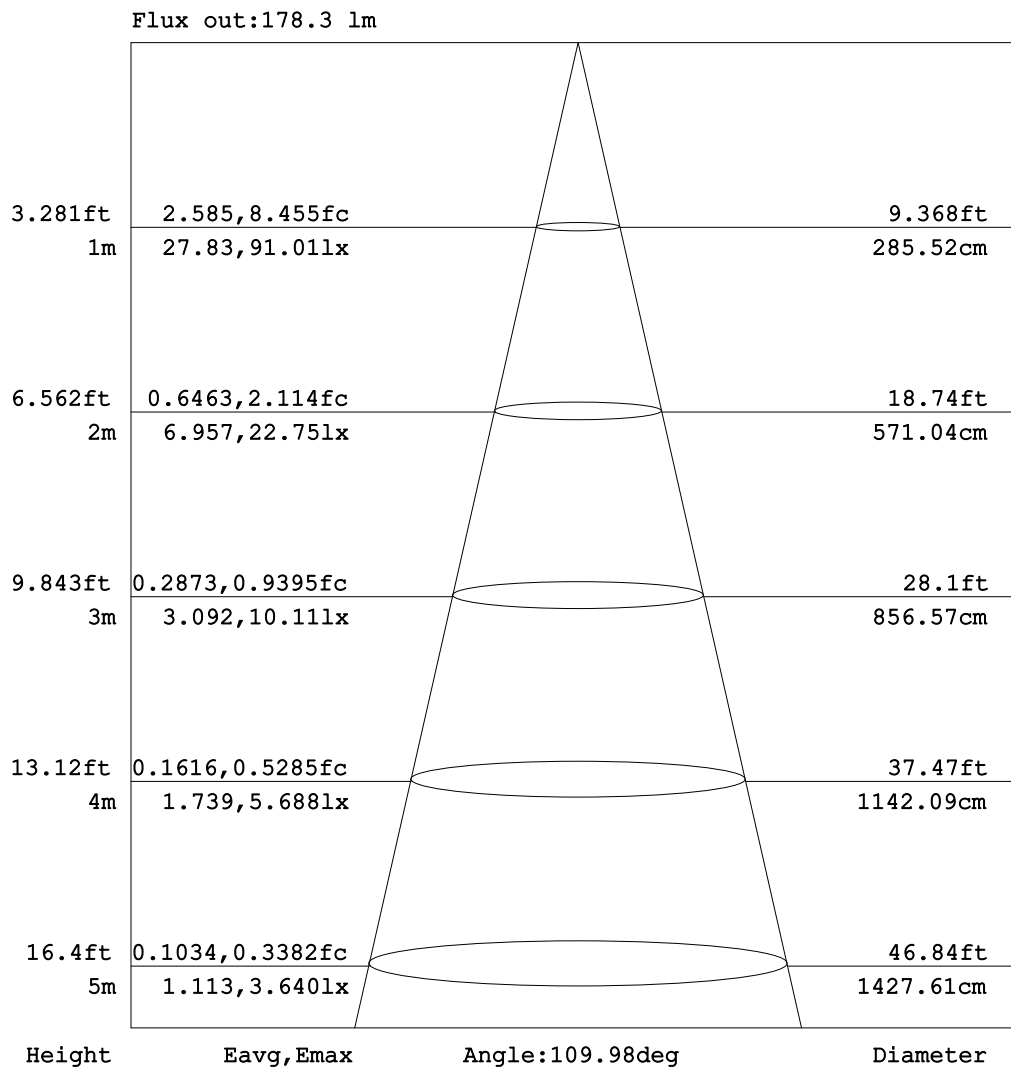 Flux out:178.3 lm
3.281ft 2.585,8.455fc 9.368ft
1m 27.83,91.01lx 285.52cm
6.562ft 0.6463,2.114fc 18.74ft
2m 6.957,22.75lx 571.04cm
9.843ft 0.2873,0.9395fc 28.1ft
3m 3.092,10.11lx 856.57cm
13.12ft 0.1616,0.5285fc 37.47ft
4m 1.739,5.688lx 1142.09cm
16.4ft 0.1034,0.3382fc 46.84ft
5m 1.113,3.640lx 1427.61cm
Height Eavg,Emax Angle:109.98deg Diameter